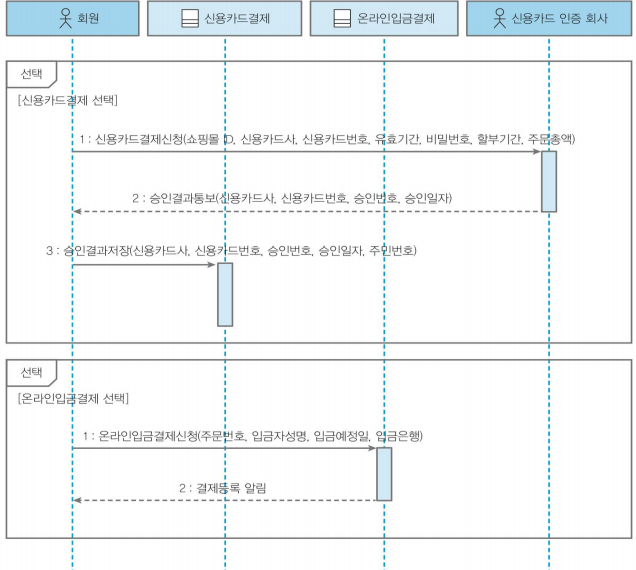 회원
신용카드결제
온라인입금결제
신용카드 인증 회사
선택
[신용카드결제 선택]
1 : 신용카드결제신청(쇼핑몰 ID, 신용카드사, 신용카드번호, 유효기간, 비밀번호, 할부기간, 주문총액)
2 : 승인결과통보(신용카드사, 신용카드번호, 승인번호, 승인일자)
3 : 승인결과저장(신용카드사, 신용카드번호, 승인번호, 승인일자, 주민번호)
선택
[온라인입금결제 선택]
1 : 온라인입금결제신청(주문번호, 입금자성명, 입금예정일, 입금은행)
2 : 결제등록 알림